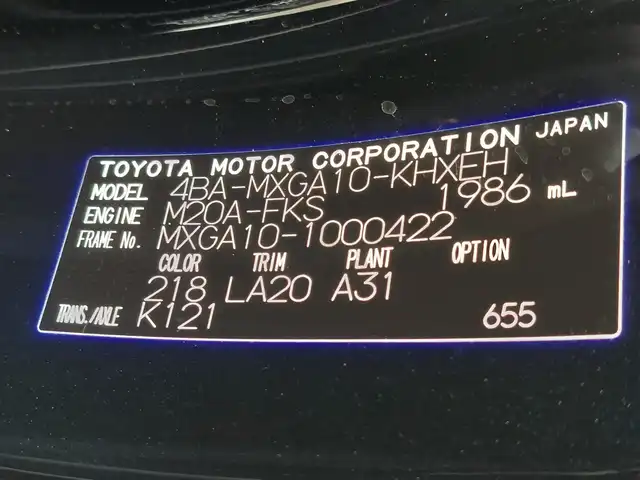 TOYOTA MOTOR CORPORATION JAPAN
MODEL 4BA-MXGA10-KHXEH
ENGINE M20A-FKS 1986 mL
FRAME No. MXGA10-1000422
COLOR TRIM PLANT OPTION
218 LA20 A31
TRANS./AXLE K121 655